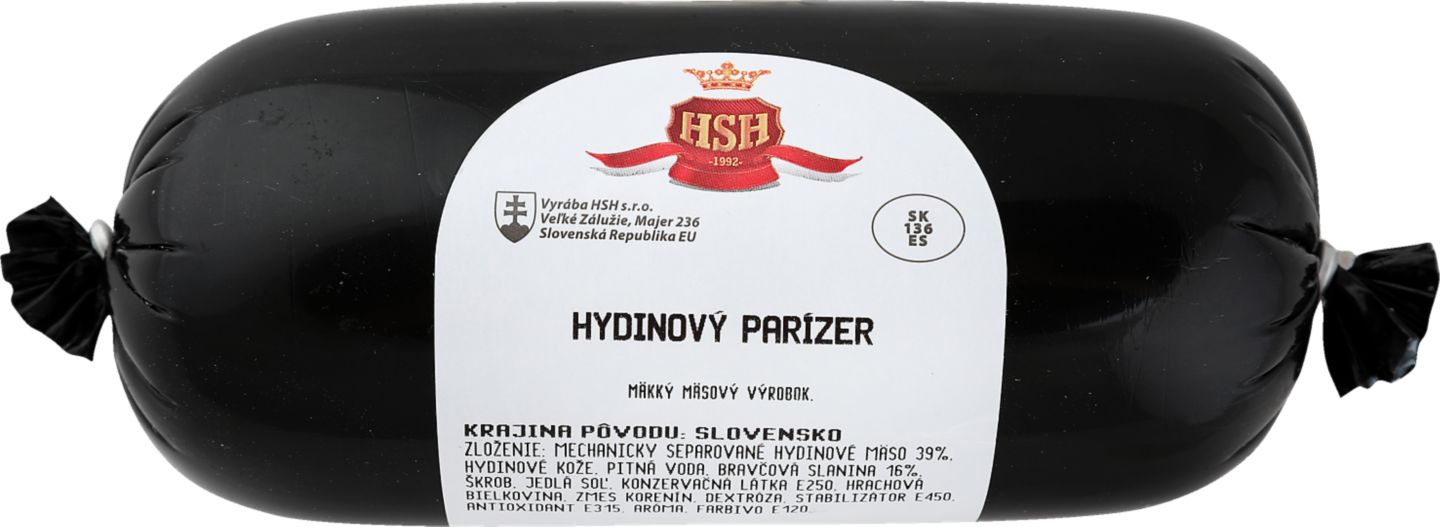 HSH
-1992-
Vyrába HSH s.r.o.
Veľké Zálužie, Majer 236
Slovenská Republika EU
SK
136
ES
HYDINOVÝ PARÍZER
MÄKKÝ MÄSOVÝ VÝROBOK.
KRAJINA PÔVODU: SLOVENSKO
ZLOŽENIE: MECHANICKY SEPAROVANÉ HYDINOVÉ MÄSO 39%,
HYDINOVÉ KOŽE, PITNÁ VODA, BRAVČOVÁ SLANINA 16%,
ŠKROB, JEDLÁ SOĽ, KONZERVAČNÁ LÁTKA E250, HRACHOVÁ
BIELKOVINA, ZMES KORENÍN, DEXTRÓZA, STABILIZÁTOR E450,
ANTIOXIDANT E315, ARÓMA, FARBIVO E120.